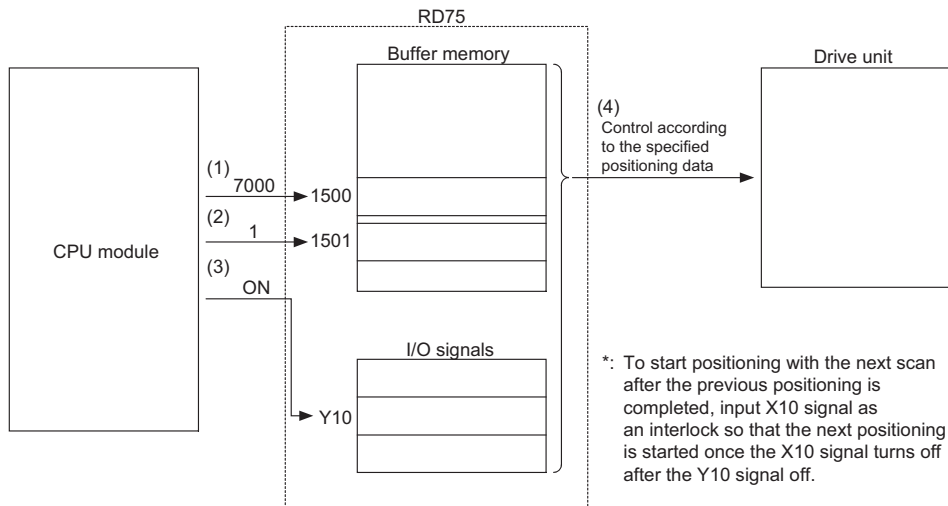 RD75
Buffer memory
Drive unit
(4)
Control according
to the specified
positioning data
(1)
7000
1500
(2)
1
1501
CPU module
(3)
ON
I/O signals
Y10
*: To start positioning with the next scan
after the previous positioning is
completed, input X10 signal as
an interlock so that the next positioning
is started once the X10 signal turns off
after the Y10 signal off.